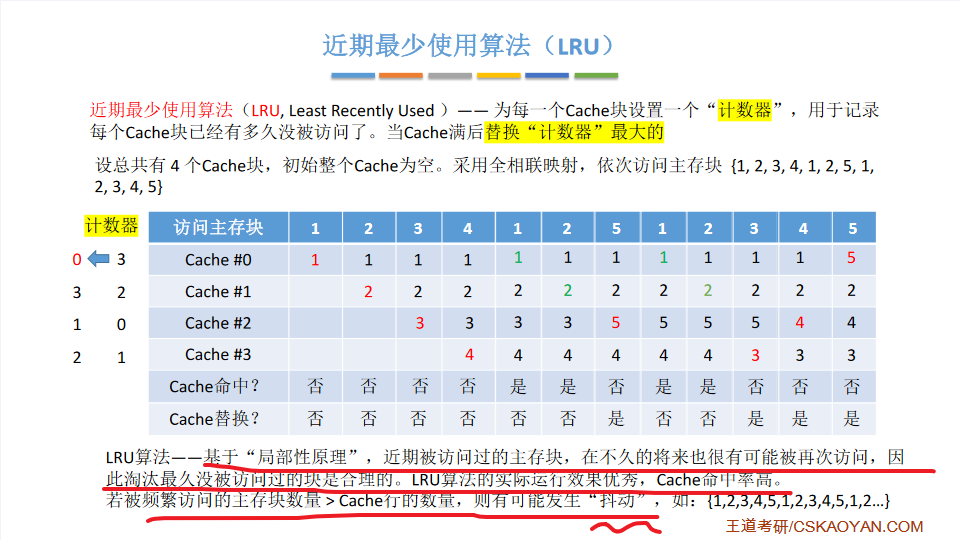 近期最少使用算法（LRU）
近期最少使用算法（LRU, Least Recently Used ）—— 为每一个Cache块设置一个“计数器”，用于记录
每个Cache块已经有多久没被访问了。当Cache满后替换“计数器”最大的
设总共有 4 个Cache块，初始整个Cache为空。采用全相联映射，依次访问主存块 {1, 2, 3, 4, 1, 2, 5, 1,
2, 3, 4, 5}
计数器 访问主存块 1 2 3 4 1 2 5 1 2 3 4 5
0 3 Cache #0 1 1 1 1 1 1 1 1 1 1 1 5
3 2 Cache #1 2 2 2 2 2 2 2 2 2 2 2
1 0 Cache #2 3 3 3 3 5 5 5 5 4 4
2 1 Cache #3 4 4 4 4 4 4 3 3 3
Cache命中？ 否 否 否 否 是 是 否 是 是 否 否 否
Cache替换？ 否 否 否 否 否 否 是 否 否 是 是 是
LRU算法——基于“局部性原理”，近期被访问过的主存块，在不久的将来也很有可能被再次访问，因
此淘汰最久没被访问过的块是合理的。LRU算法的实际运行效果优秀，Cache命中率高。
若被频繁访问的主存块数量 > Cache行的数量，则有可能发生“抖动”，如：{1,2,3,4,5,1,2,3,4,5,1,2...}
王道考研/CSKAOYAN.COM